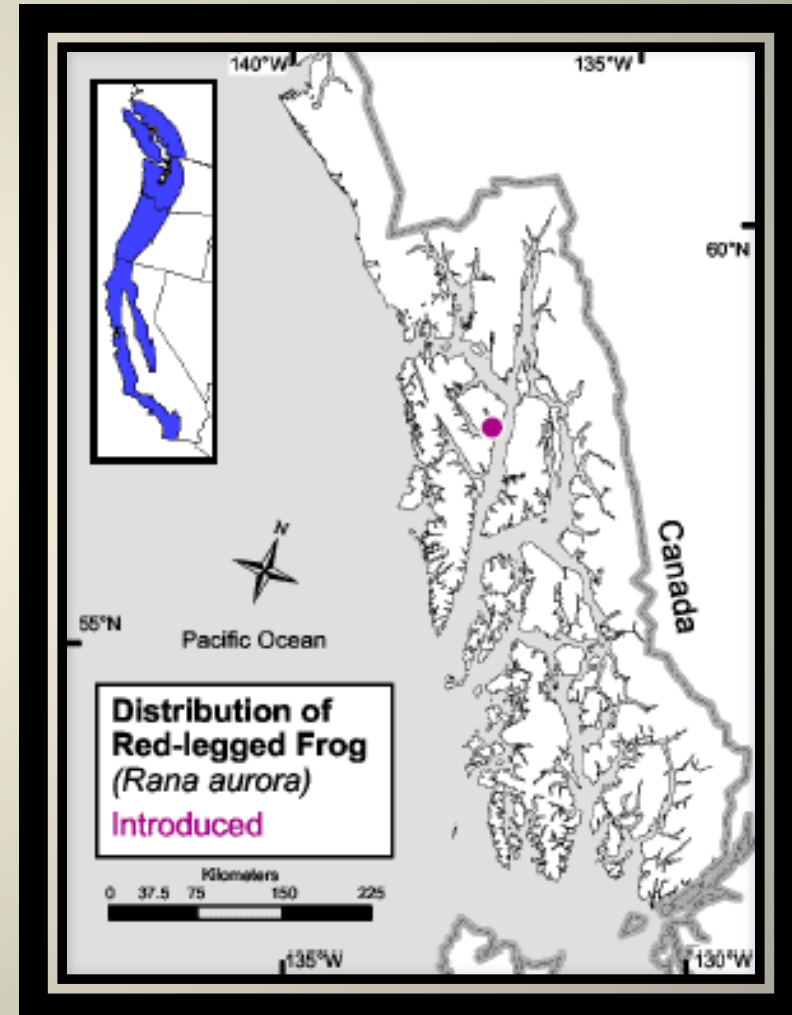 140°W
135°W
60°N
Canada
N
55°N
Pacific Ocean
Distribution of
Red-legged Frog
(Rana aurora)
Introduced
Kilometers
0 37.5 75 150 225
135°W
130°W